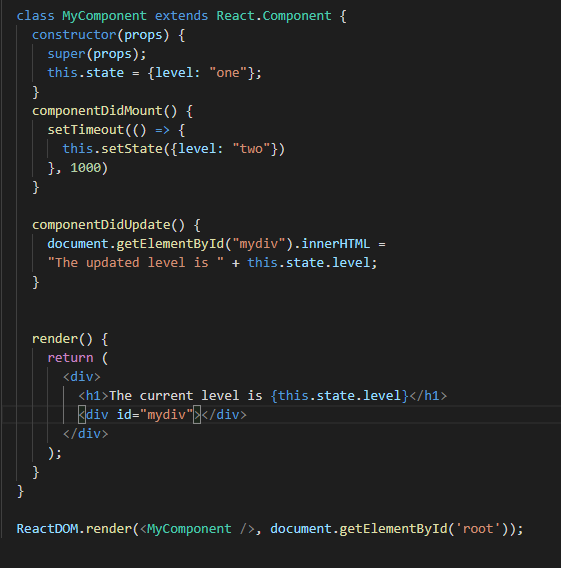 class MyComponent extends React.Component {
constructor(props) {
super(props);
this.state = {level: "one"};
}
componentDidMount() {
setTimeout(() => {
this.setState({level: "two"})
}, 1000)
}
componentDidUpdate() {
document.getElementById("mydiv").innerHTML =
"The updated level is " + this.state.level;
}
render() {
return (
<div>
<h1>The current level is {this.state.level}</h1>
<div id="mydiv"></div>
</div>
);
}
}
ReactDOM.render(<MyComponent />, document.getElementById('root'));